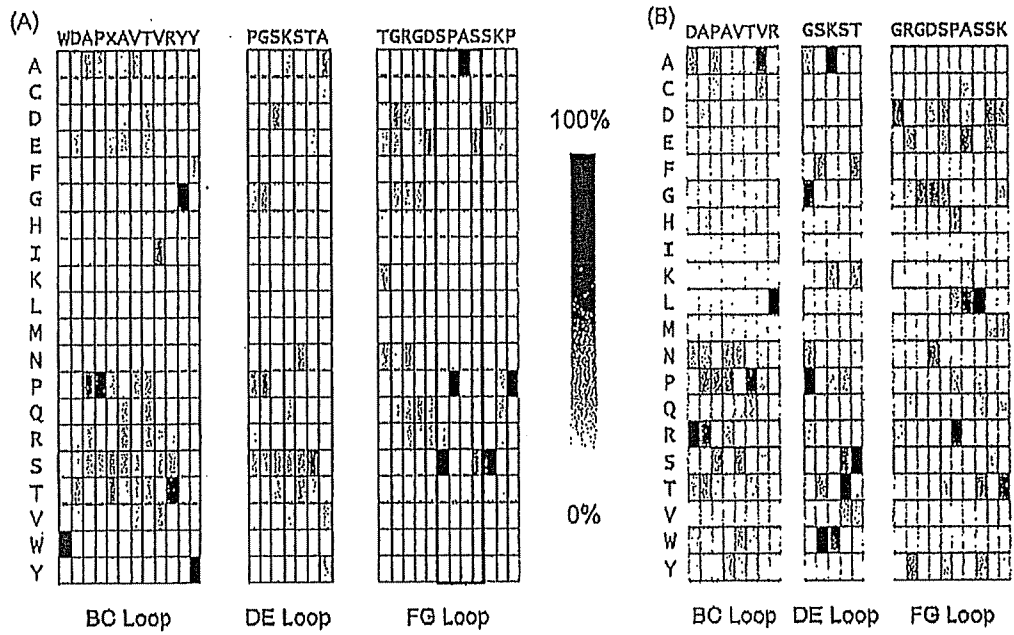 (A)
WDAPXAVTVRYY PGSKSTA TGRGDSPASSKP
A
C
D
E
F
G
H
I
K
L
M
N
P
Q
R
S
T
V
W
Y
BC Loop DE Loop FG Loop
100%
0%
(B)
DAPAVTVR GSKST GRGDSPASSK
A
C
D
E
F
G
H
I
K
L
M
N
P
Q
R
S
T
V
W
Y
BC Loop DE Loop FG Loop